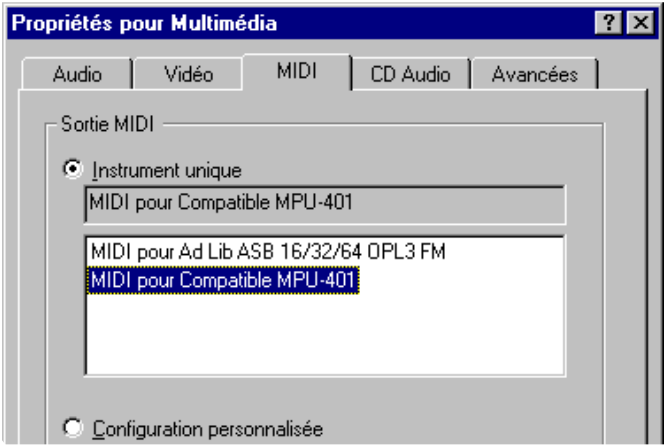 Propriétés pour Multimédia
Audio Vidéo MIDI CD Audio Avancées
Sortie MIDI
Instrument unique
MIDI pour Compatible MPU-401
MIDI pour Ad Lib ASB 16/32/64 OPL3 FM
MIDI pour Compatible MPU-401
Configuration personnalisée